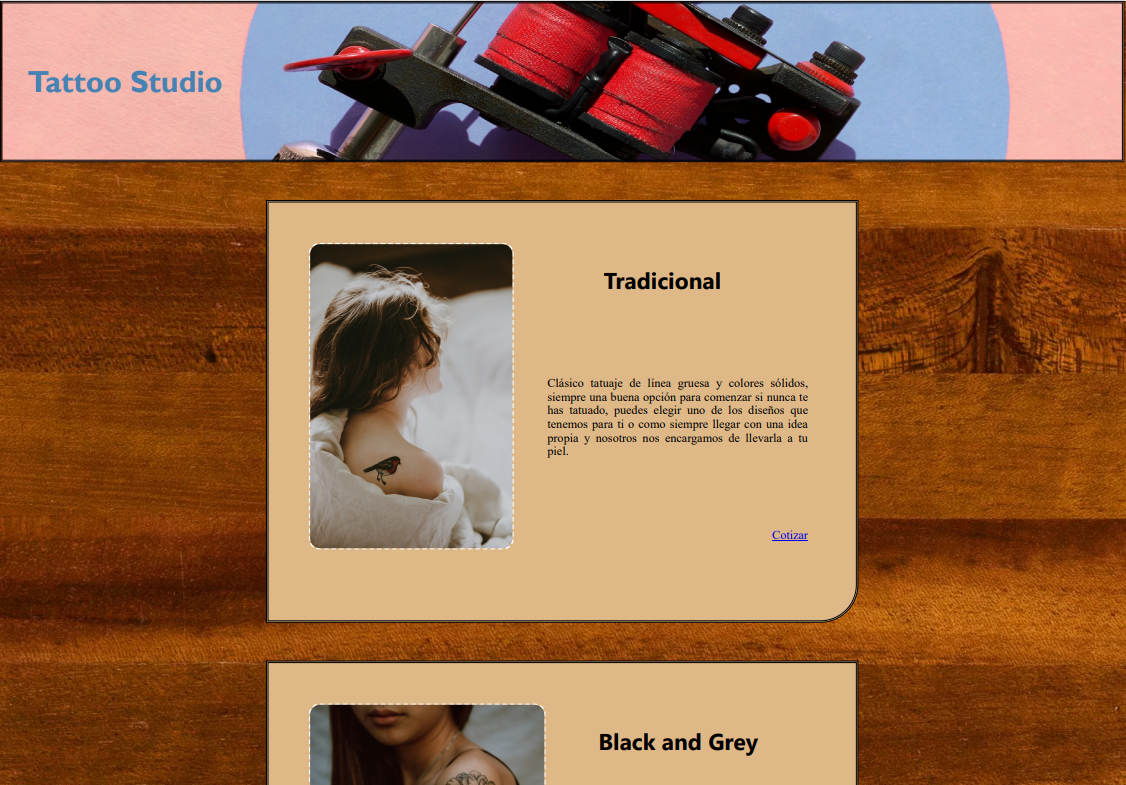 Tattoo Studio
Tradicional
Clásico tatuaje de línea gruesa y colores sólidos,
siempre una buena opción para comenzar si nunca te
has tatuado, puedes elegir uno de los diseños que
tenemos para ti o como siempre llegar con una idea
propia y nosotros nos encargamos de llevarla a tu
piel.
Cotizar
Black and Grey